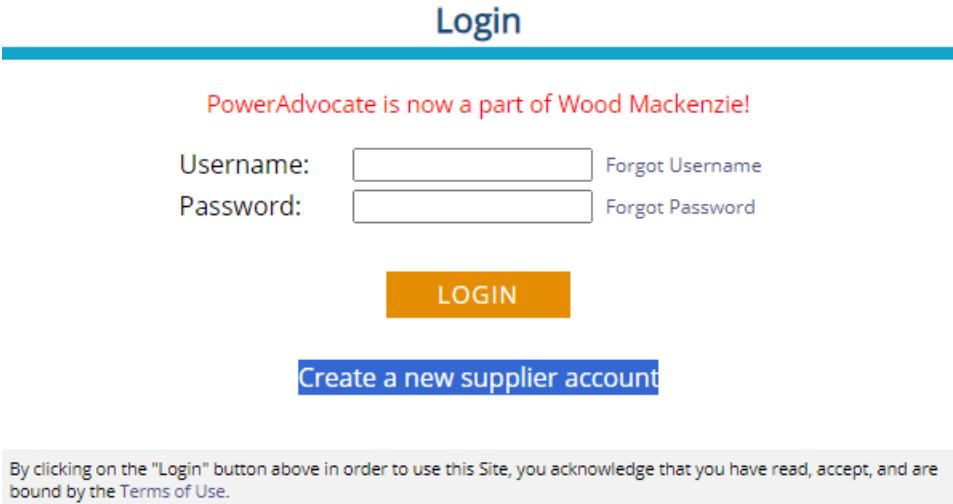 Login
PowerAdvocate is now a part of Wood Mackenzie!
Username:
Forgot Username
Password:
Forgot Password
LOGIN
Create a new supplier account
By clicking on the "Login" button above in order to use this Site, you acknowledge that you have read, accept, and are
bound by the Terms of Use.